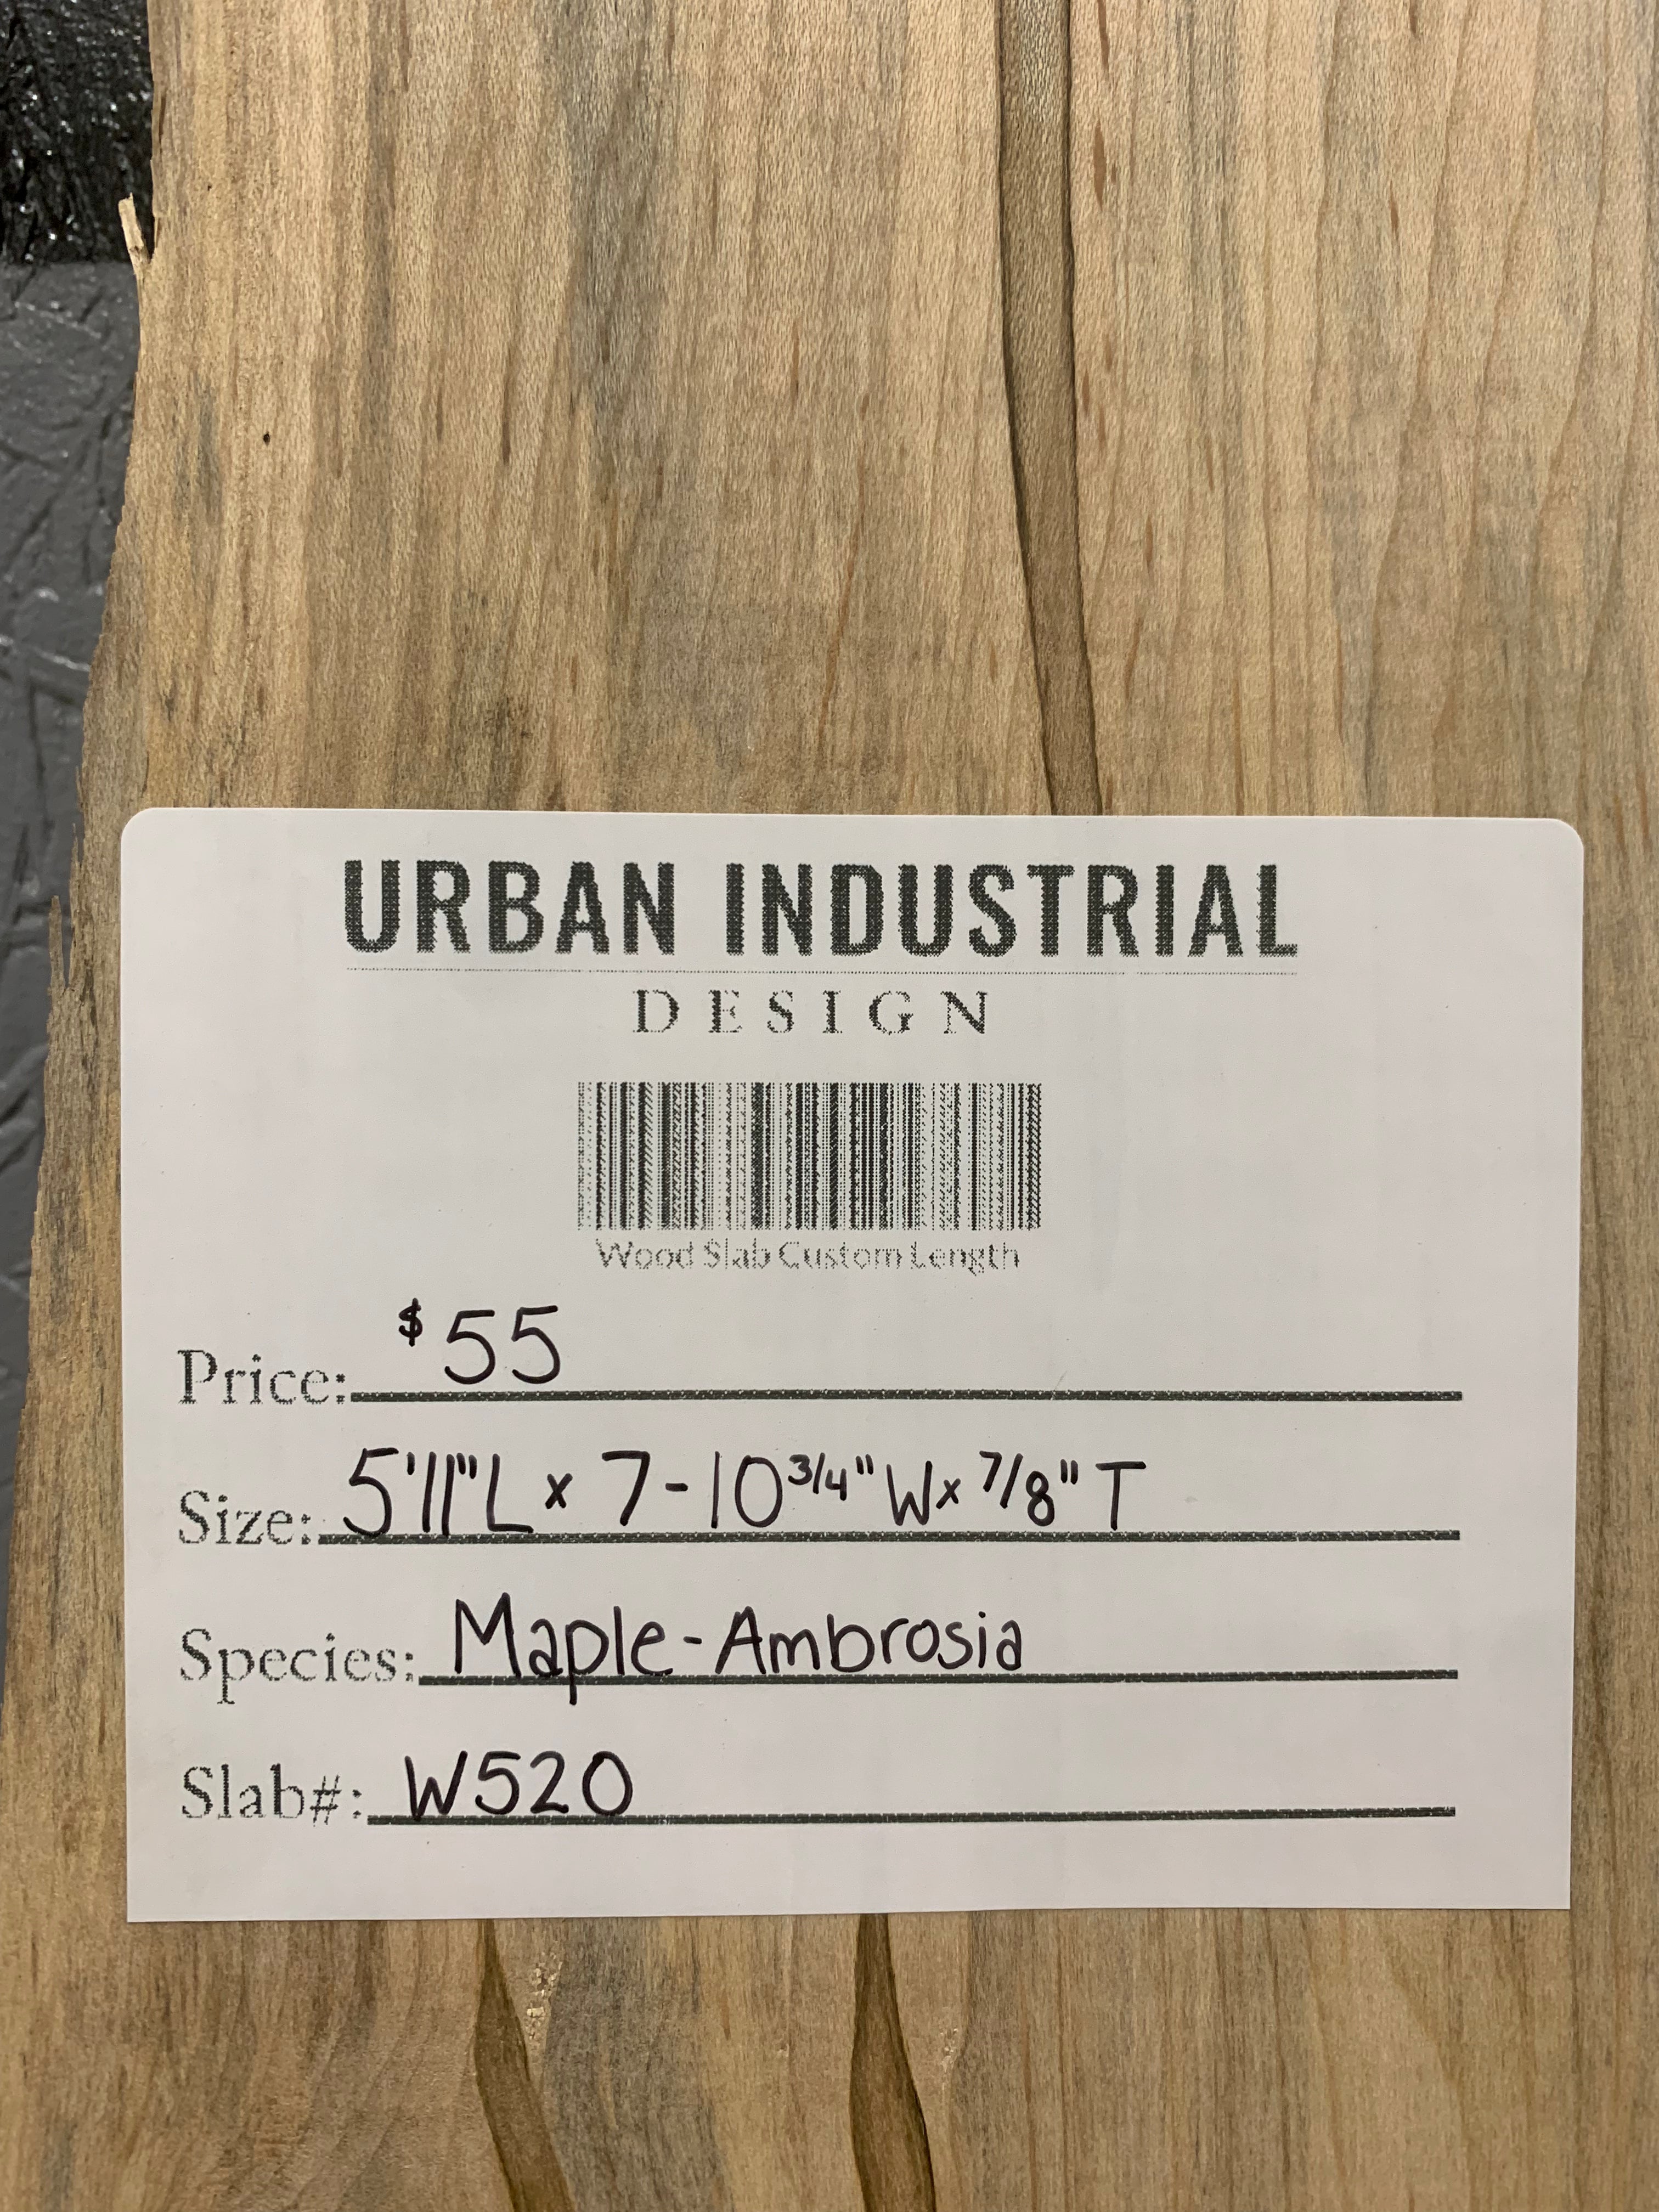 URBAN INDUSTRIAL
DESIGN
Wood Slab Custom Length
Price: $55
Size: 5'11"L x 7-10 3/4" W x 7/8" T
Species: Maple-Ambrosia
Slab#: W520